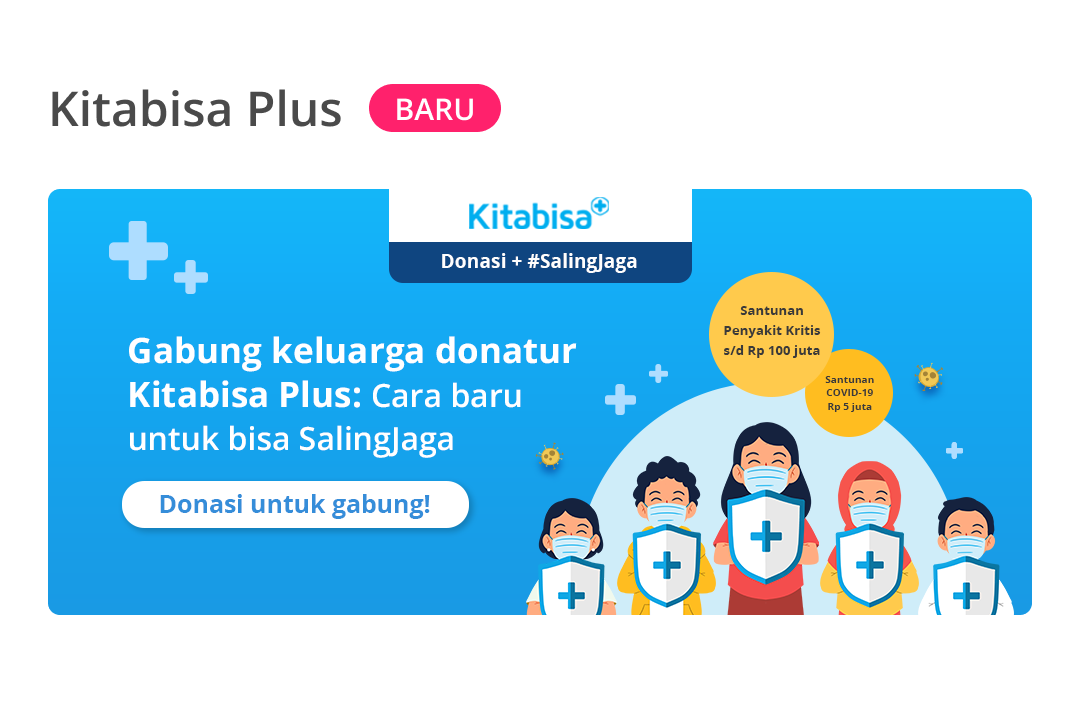 Kitabisa Plus
BARU
Kitabisa
Donasi + #SalingJaga
Gabung keluarga donatur
Kitabisa Plus: Cara baru
untuk bisa SalingJaga
Donasi untuk gabung!
Santunan
Penyakit Kritis
s/d Rp 100 juta
Santunan
COVID-19
Rp 5 juta